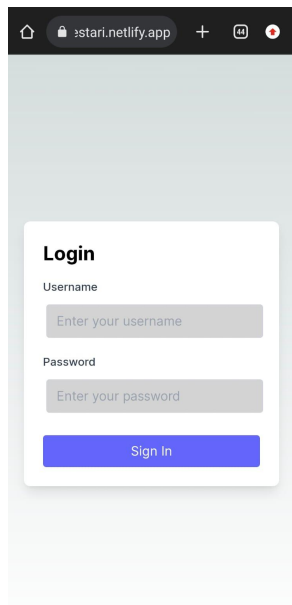 estari.netlify.app
44
Login
Username
Enter your username
Password
Enter your password
Sign In